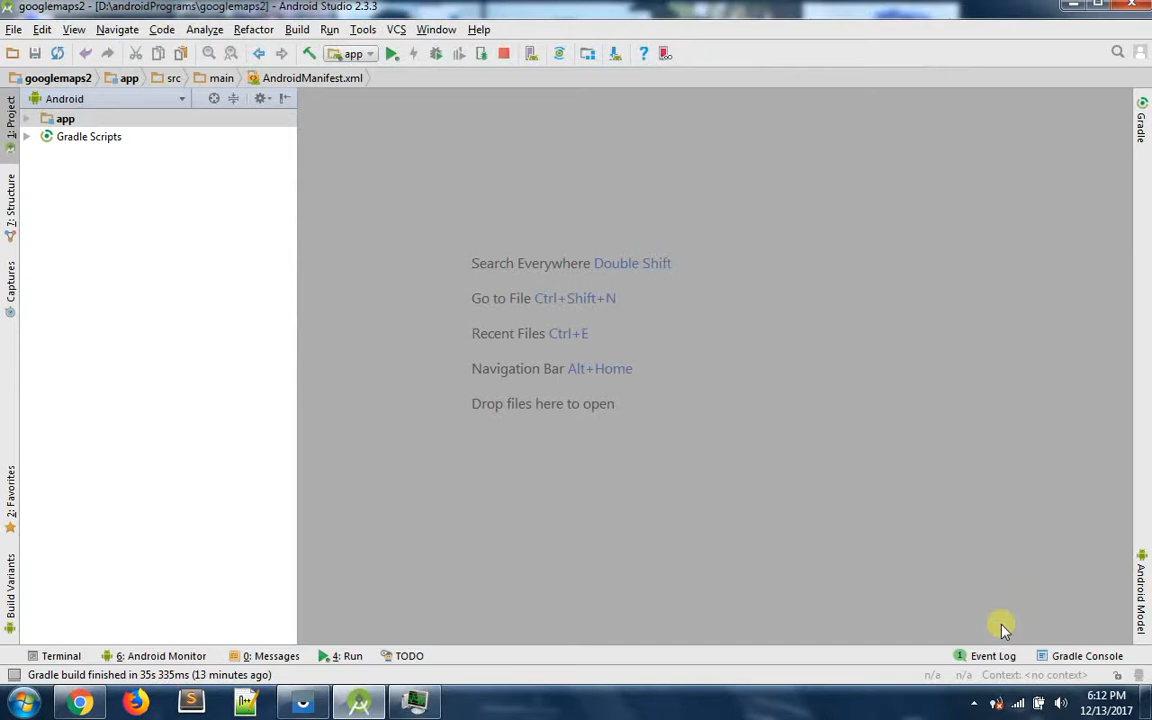 googlemaps2 - [D:\androidPrograms\googlemaps2] - Android Studio 2.3.3
File Edit View Navigate Code Analyze Refactor Build Run Tools VCS Window Help
app
googlemaps2 app src main AndroidManifest.xml
Android
app
Gradle Scripts
1: Project
7: Structure
Captures
2: Favorites
Build Variants
Search Everywhere Double Shift
Go to File Ctrl+Shift+N
Recent Files Ctrl+E
Navigation Bar Alt+Home
Drop files here to open
Gradle
Android Model
Terminal 6: Android Monitor 0: Messages 4: Run TODO 1 Event Log Gradle Console
Gradle build finished in 35s 335ms (13 minutes ago) n/a n/a Context: <no context>
6:12 PM
12/13/2017